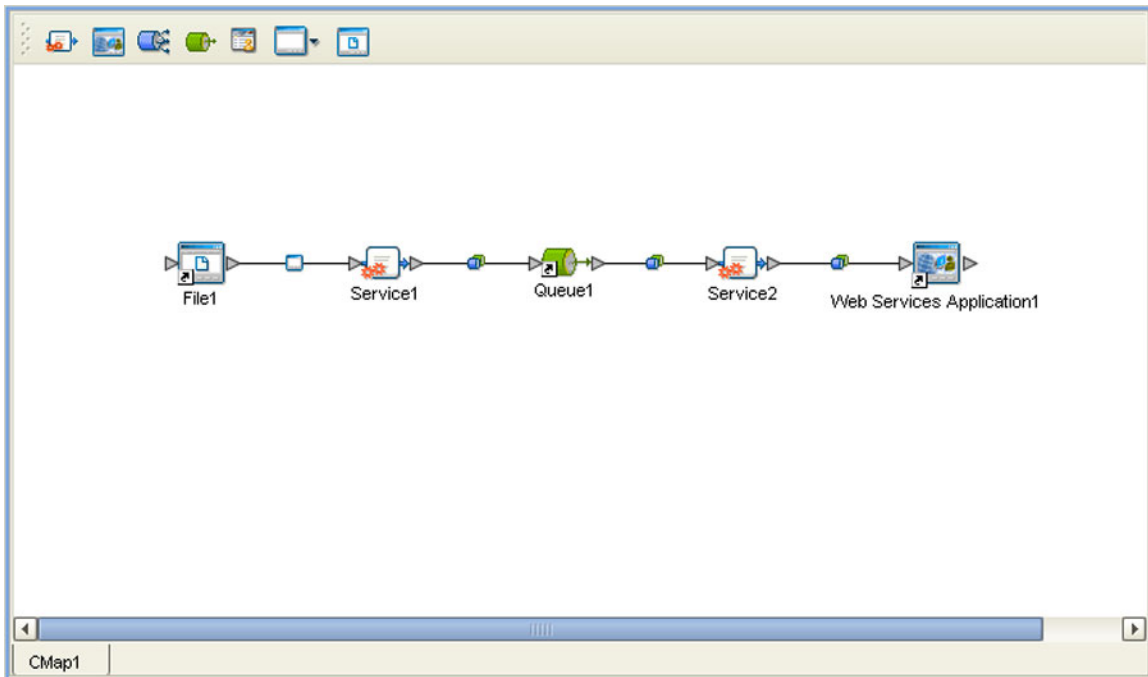 File1
Service1
Queue1
Service2
Web Services Application1
CMap1